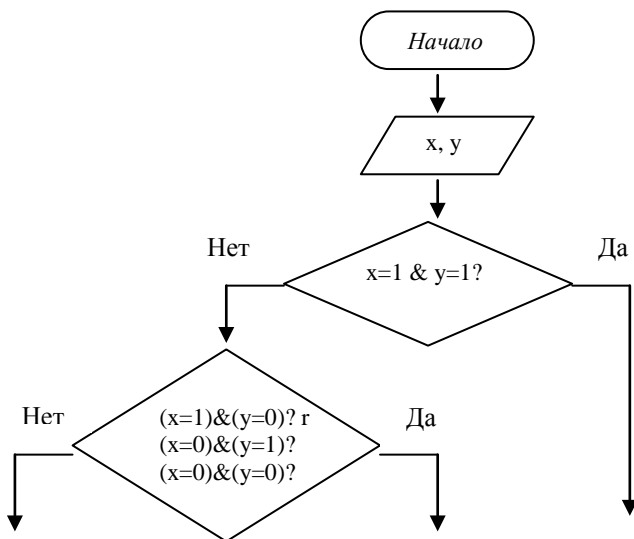 Начало
x, y
Нет
Да
x=1 & y=1?
Нет
Да
(x=1)&(y=0)? r
(x=0)&(y=1)?
(x=0)&(y=0)?